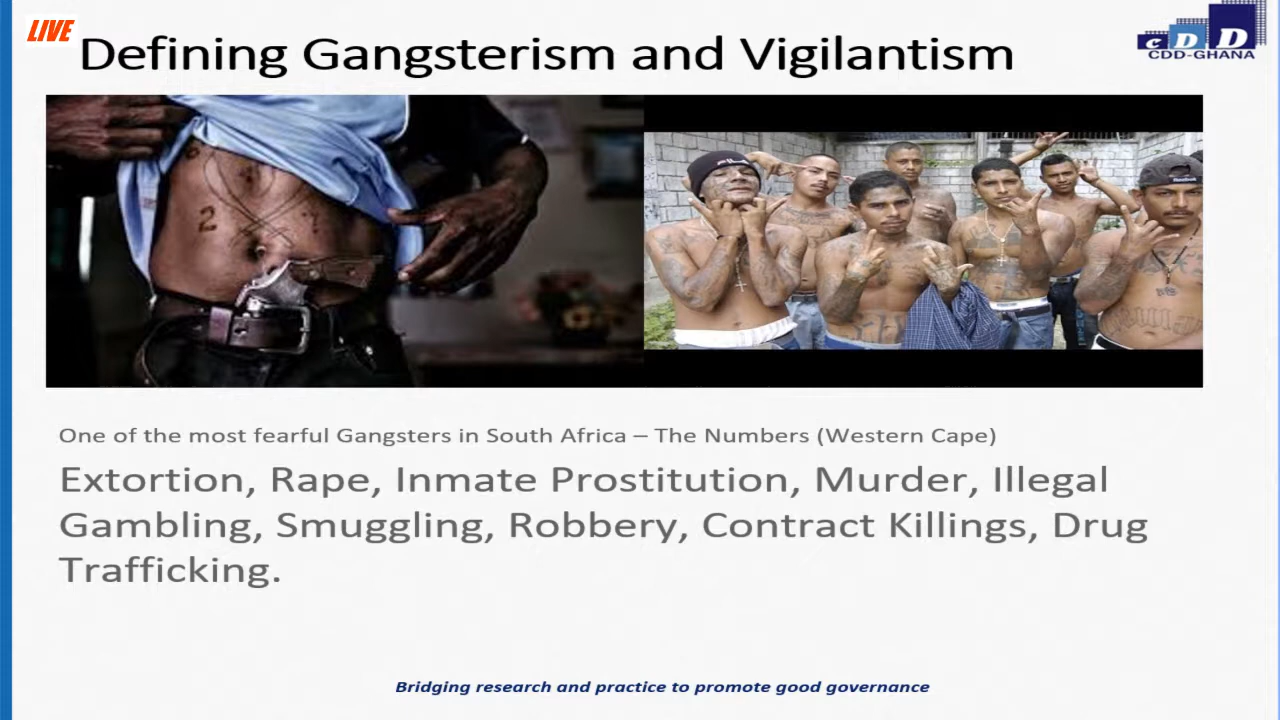 LIVE
Defining Gangsterism and Vigilantism
CDD
CDD-GHANA
2
One of the most fearful Gangsters in South Africa – The Numbers (Western Cape)
Extortion, Rape, Inmate Prostitution, Murder, Illegal
Gambling, Smuggling, Robbery, Contract Killings, Drug
Trafficking.
Bridging research and practice to promote good governance